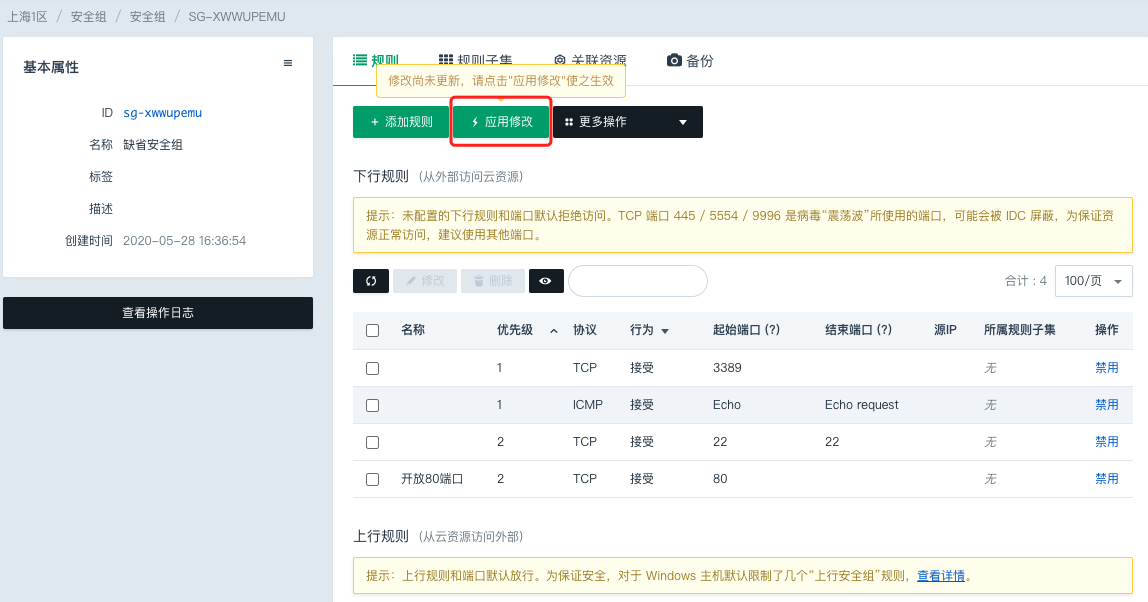 上海1区 / 安全组 / 安全组 / SG-XWWUPEMU
基本属性
ID sg-xwwupemu
名称 缺省安全组
标签
描述
创建时间 2020-05-28 16:36:54
查看操作日志
规则 规则子集 关联资源 备份
修改尚未更新，请点击"应用修改"使之生效
+ 添加规则 应用修改 更多操作
下行规则 (从外部访问云资源)
提示：未配置的下行规则和端口默认拒绝访问。TCP 端口 445 / 5554 / 9996 是病毒“震荡波”所使用的端口，可能会被 IDC 屏蔽，为保证资
源正常访问，建议使用其他端口。
修改 删除 合计：4 100/页
名称 优先级 协议 行为 起始端口 (?) 结束端口 (?) 源IP 所属规则子集 操作
1 TCP 接受 3389 无 禁用
1 ICMP 接受 Echo Echo request 无 禁用
2 TCP 接受 22 22 无 禁用
开放80端口 2 TCP 接受 80 无 禁用
上行规则 (从云资源访问外部)
提示：上行规则和端口默认放行。为保证安全，对于 Windows 主机默认限制了几个“上行安全组”规则，查看详情。